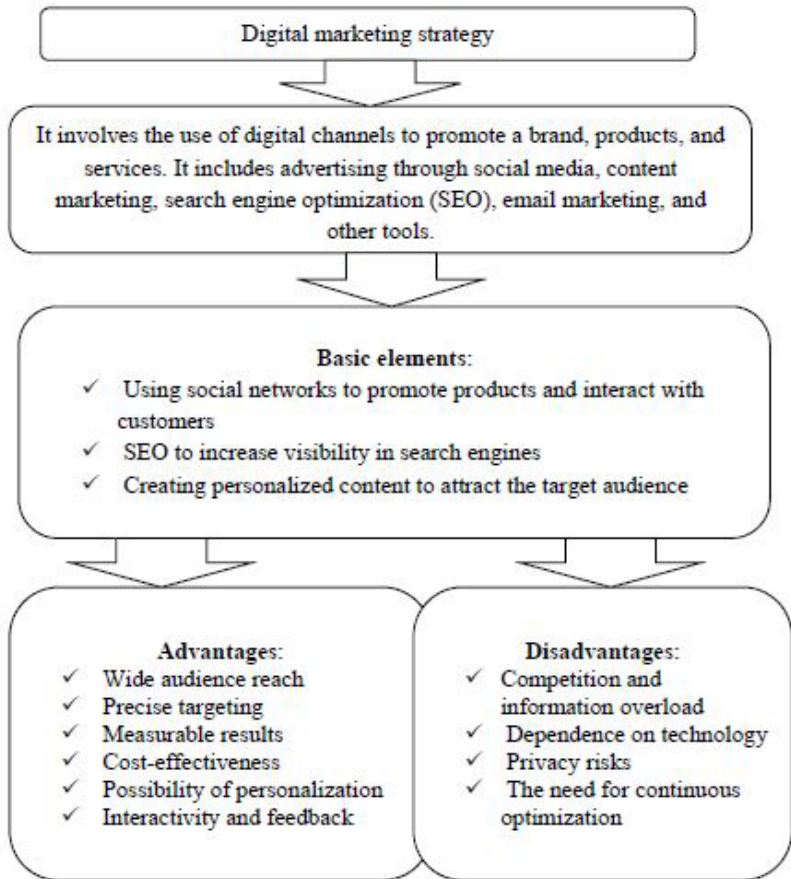 Digital marketing strategy
It involves the use of digital channels to promote a brand, products, and
services. It includes advertising through social media, content
marketing, search engine optimization (SEO), email marketing, and
other tools.
Basic elements:
✓ Using social networks to promote products and interact with
customers
✓ SEO to increase visibility in search engines
✓ Creating personalized content to attract the target audience
Advantages:
✓ Wide audience reach
✓ Precise targeting
✓ Measurable results
✓ Cost-effectiveness
✓ Possibility of personalization
✓ Interactivity and feedback
Disadvantages:
✓ Competition and
information overload
✓ Dependence on technology
✓ Privacy risks
✓ The need for continuous
optimization